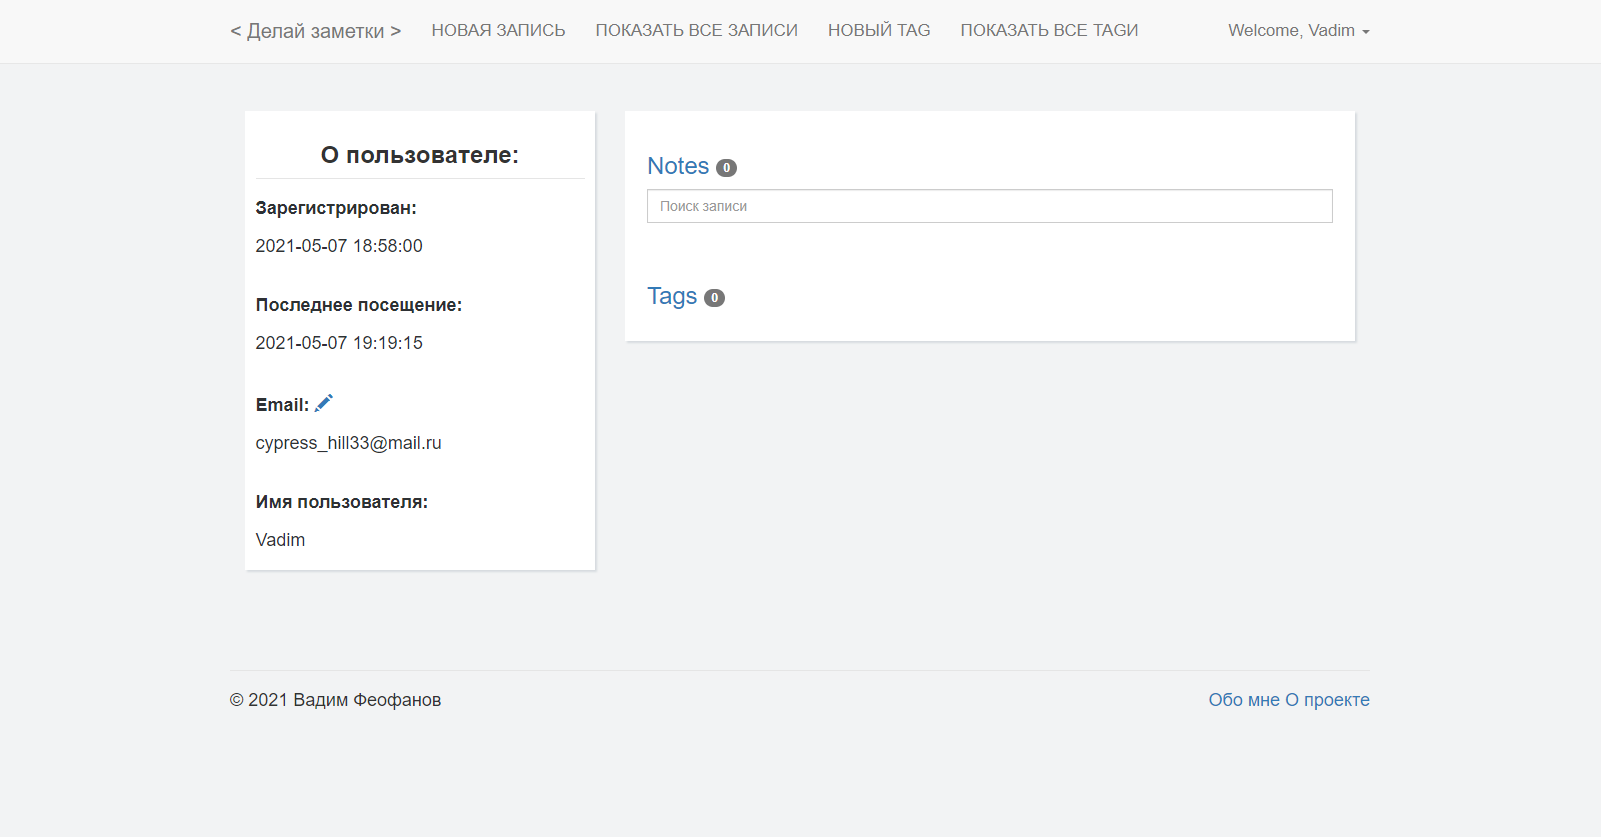 < Делай заметки > НОВАЯ ЗАПИСЬ ПОКАЗАТЬ ВСЕ ЗАПИСИ НОВЫЙ TAG ПОКАЗАТЬ ВСЕ TAGИ Welcome, Vadim
О пользователе:
Зарегистрирован:
2021-05-07 18:58:00
Последнее посещение:
2021-05-07 19:19:15
Email:
cypress_hill33@mail.ru
Имя пользователя:
Vadim
Notes 0
Поиск записи
Tags 0
© 2021 Вадим Феофанов Обо мне О проекте